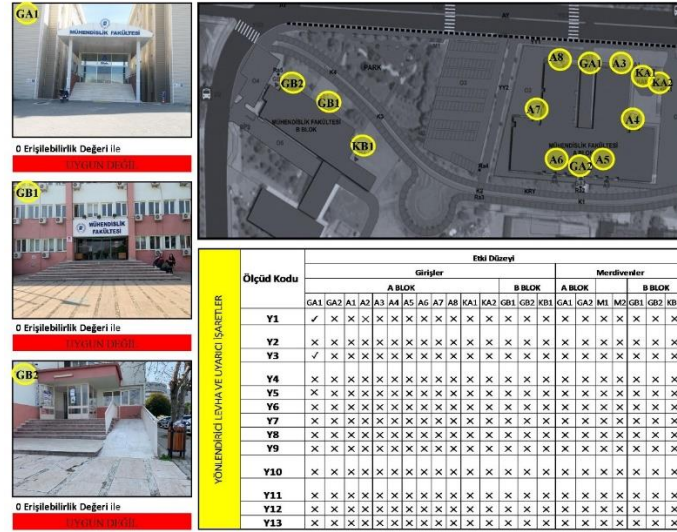 GA1
MÜHENDİSLİK FAKÜLTESİ
0 Erişilebilirlik Değeri ile
UYGUN DEĞİL
GB1
MÜHENDİSLİK
FAKÜLTESİ
0 Erişilebilirlik Değeri ile
UYGUN DEĞİL
GB2
0 Erişilebilirlik Değeri ile
UYGUN DEĞİL
A8 GA1 A3 KA1 KA2
PARK
GB2 GB1 A7 A4
MÜHENDİSLİK FAKÜLTESİ
B BLOK
KB1
MÜHENDİSLİK FAKÜLTESİ
A BLOK
A6 GA2 A5
YÖNLENDİRİCİ LEVHA VE UYARICI İŞARETLER
Ölçüd Kodu
Etki Düzeyi
Girişler Merdivenler
A BLOK B BLOK A BLOK B BLOK
GA1 GA2 A1 A2 A3 A4 A5 A6 A7 A8 KA1 KA2 GB1 GB2 KB1 GA1 GA2 M1 M2 GB1 GB2 KB
Y1 ✓ × × × × × × × × × × × × × × × × × × × × ×
Y2 × × × × × × × × × × × × × × × × × × × × × ×
Y3 ✓ × × × × × × × × × × × × × × × × × × × × ×
Y4 × × × × × × × × × × × × × × × × × × × × × ×
Y5 × × × × × × × × × × × × × × × × × × × × × ×
Y6 × × × × × × × × × × × × × × × × × × × × × ×
Y7 × × × × × × × × × × × × × × × × × × × × × ×
Y8 × × × × × × × × × × × × × × × × × × × × × ×
Y9 × × × × × × × × × × × × × × × × × × × × × ×
Y10 × × × × × × × × × × × × × × × × × × × × × ×
Y11 × × × × × × × × × × × × × × × × × × × × × ×
Y12 × × × × × × × × × × × × × × × × × × × × × ×
Y13 × × × × × × × × × × × × × × × × × × × × × ×